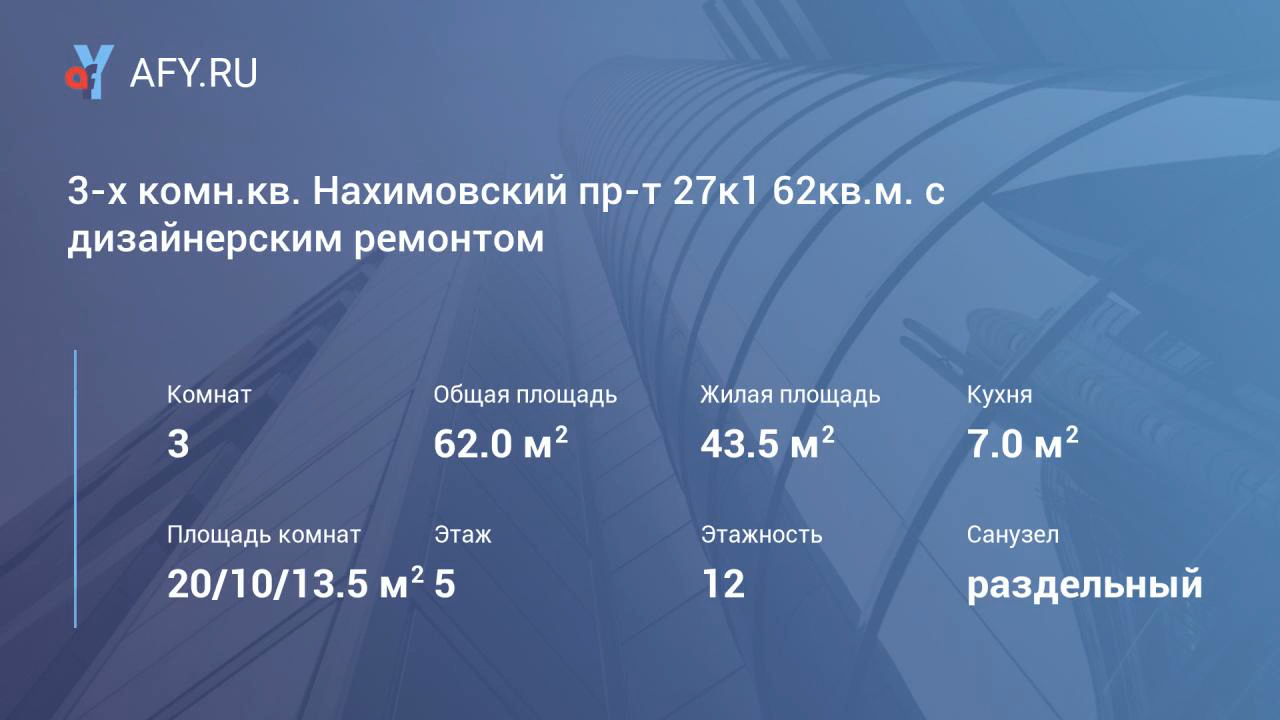 AFY.RU
3-х комн.кв. Нахимовский пр-т 27к1 62кв.м. с
дизайнерским ремонтом
Комнат
3
Общая площадь
62.0 м²
Жилая площадь
43.5 м²
Кухня
7.0 м²
Площадь комнат
20/10/13.5 м²
Этаж
5
Этажность
12
Санузел
раздельный